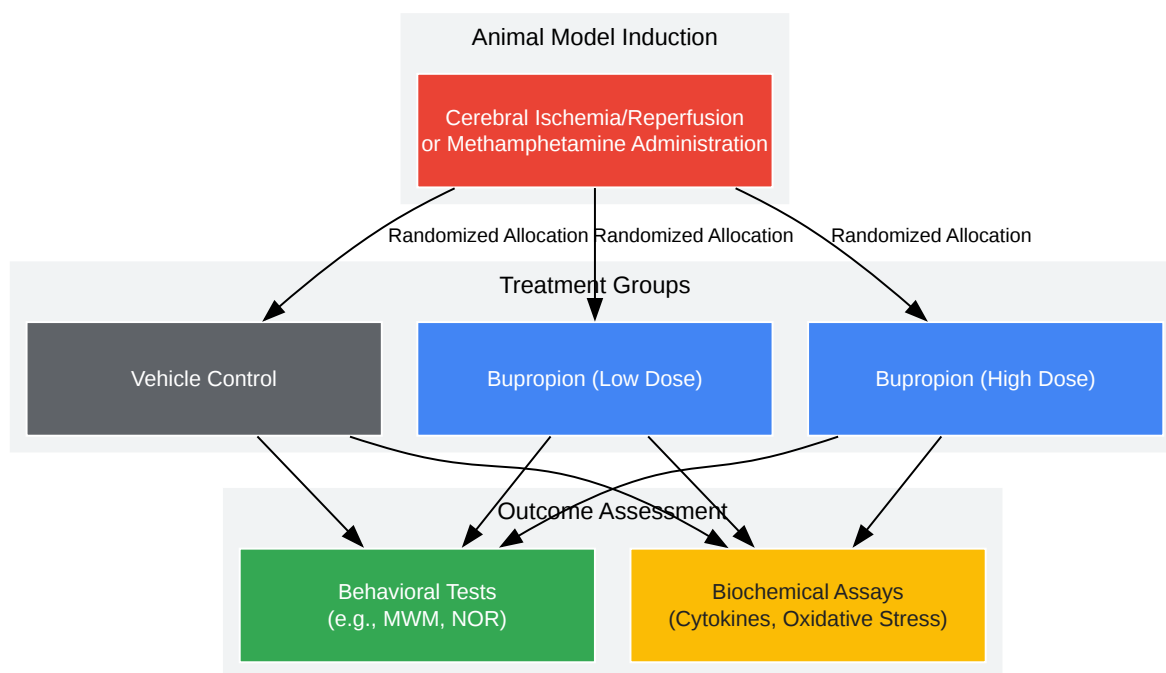 Animal Model Induction
Cerebral Ischemia/Reperfusion
or Methamphetamine Administration
Randomized Allocation
Randomized Allocation
Randomized Allocation
Treatment Groups
Vehicle Control
Bupropion (Low Dose)
Bupropion (High Dose)
Outcome Assessment
Behavioral Tests
(e.g., MWM, NOR)
Biochemical Assays
(Cytokines, Oxidative Stress)